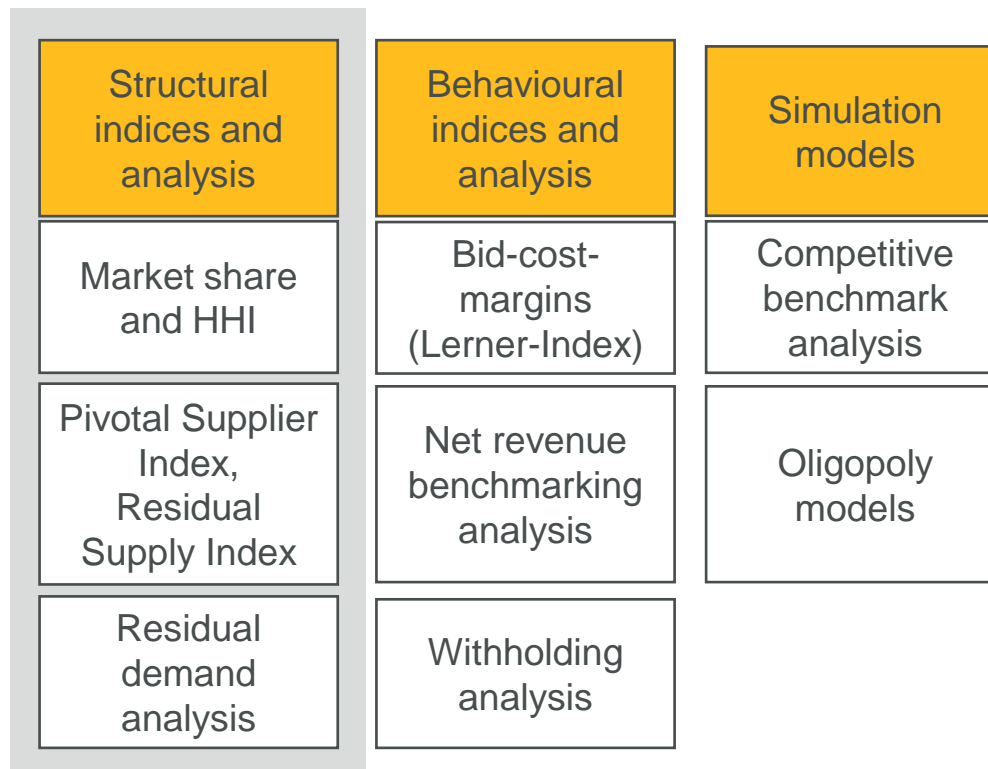 Structural
indices and
analysis
Market share
and HHI
Pivotal Supplier
Index,
Residual
Supply Index
Residual
demand
analysis
Behavioural
indices and
analysis
Bid-cost-
margins
(Lerner-Index)
Net revenue
benchmarking
analysis
Withholding
analysis
Simulation
models
Competitive
benchmark
analysis
Oligopoly
models